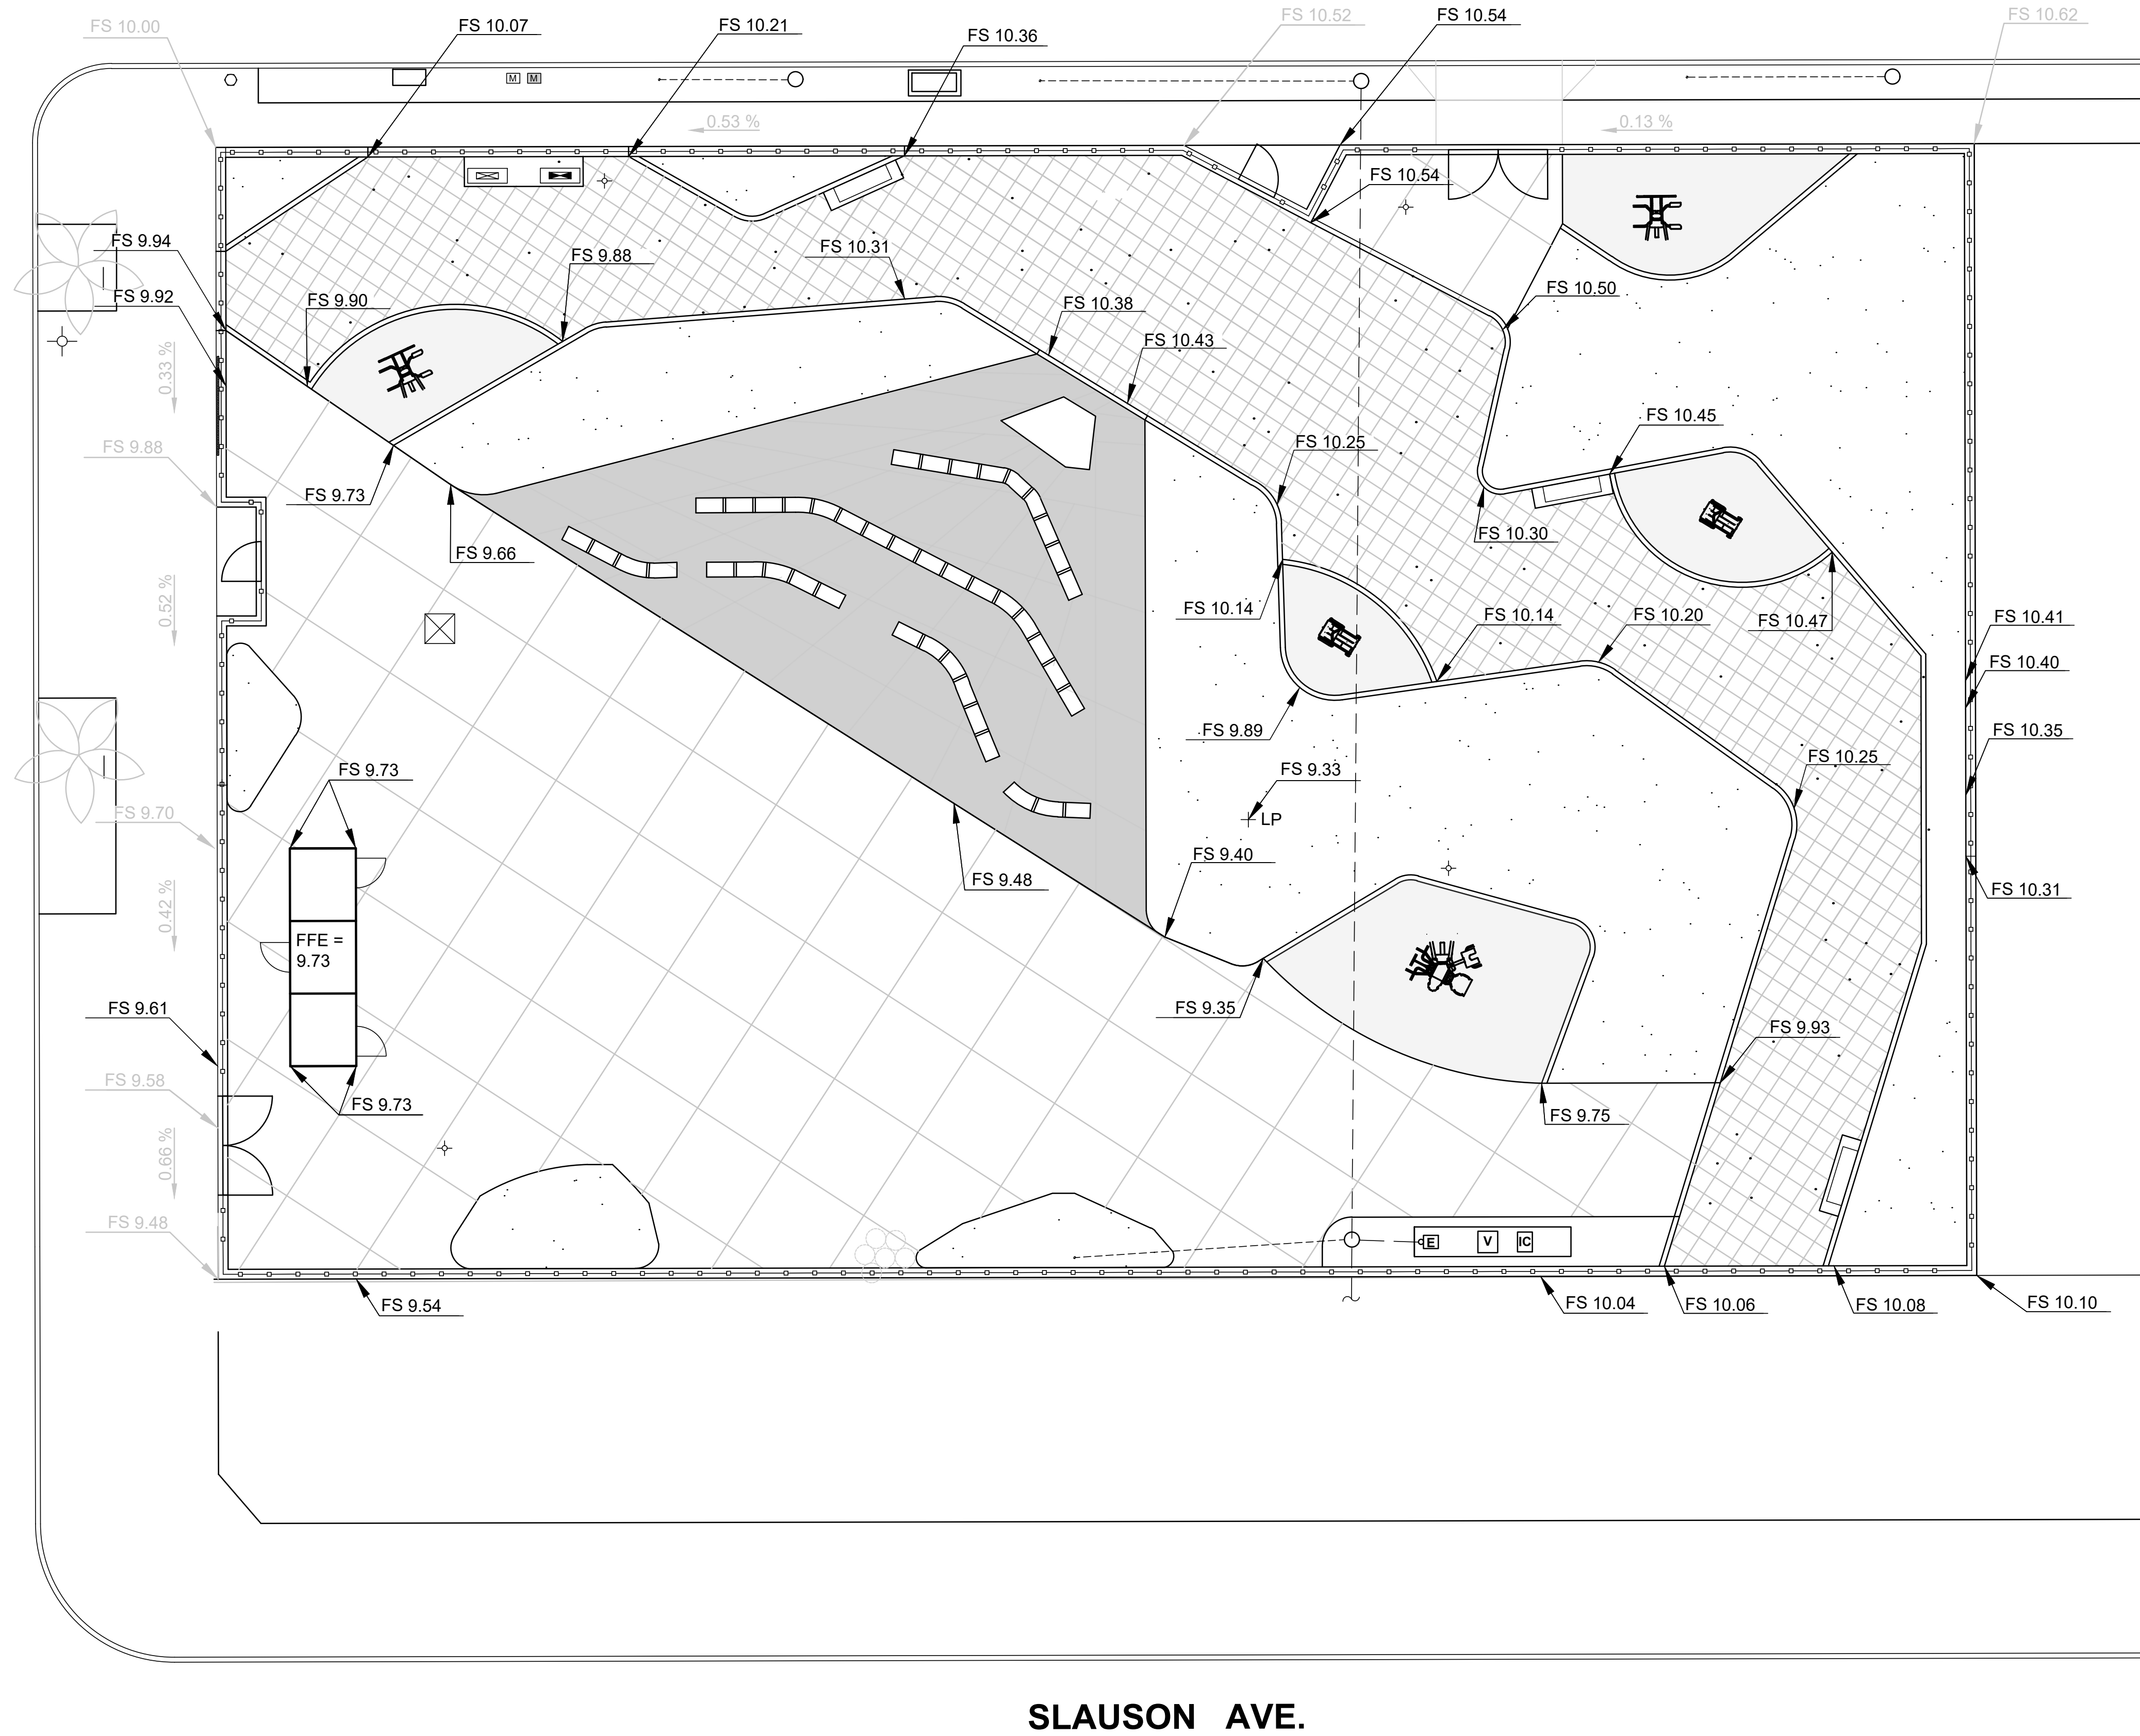 FS 10.00
FS 10.07
FS 10.21
FS 10.36
FS 10.52
FS 10.54
FS 10.62
M
M
0.53 %
0.13 %
FS 10.54
FS 9.94
FS 9.92
FS 9.90
FS 9.88
FS 10.31
FS 10.38
FS 10.43
FS 10.50
0.33 %
FS 9.88
FS 9.73
FS 9.66
FS 10.25
FS 10.45
FS 10.30
0.52 %
FS 10.14
FS 10.14
FS 10.20
FS 10.47
FS 10.41
FS 10.40
FS 10.35
FS 9.89
FS 10.25
FS 9.73
FS 9.33
LP
FS 9.70
FS 9.40
FS 9.48
FS 10.31
0.42 %
FFE =
9.73
FS 9.61
FS 9.35
FS 9.93
FS 9.58
FS 9.73
FS 9.75
0.66 %
FS 9.48
E
V
IC
FS 9.54
FS 10.04
FS 10.06
FS 10.08
FS 10.10
SLAUSON AVE.